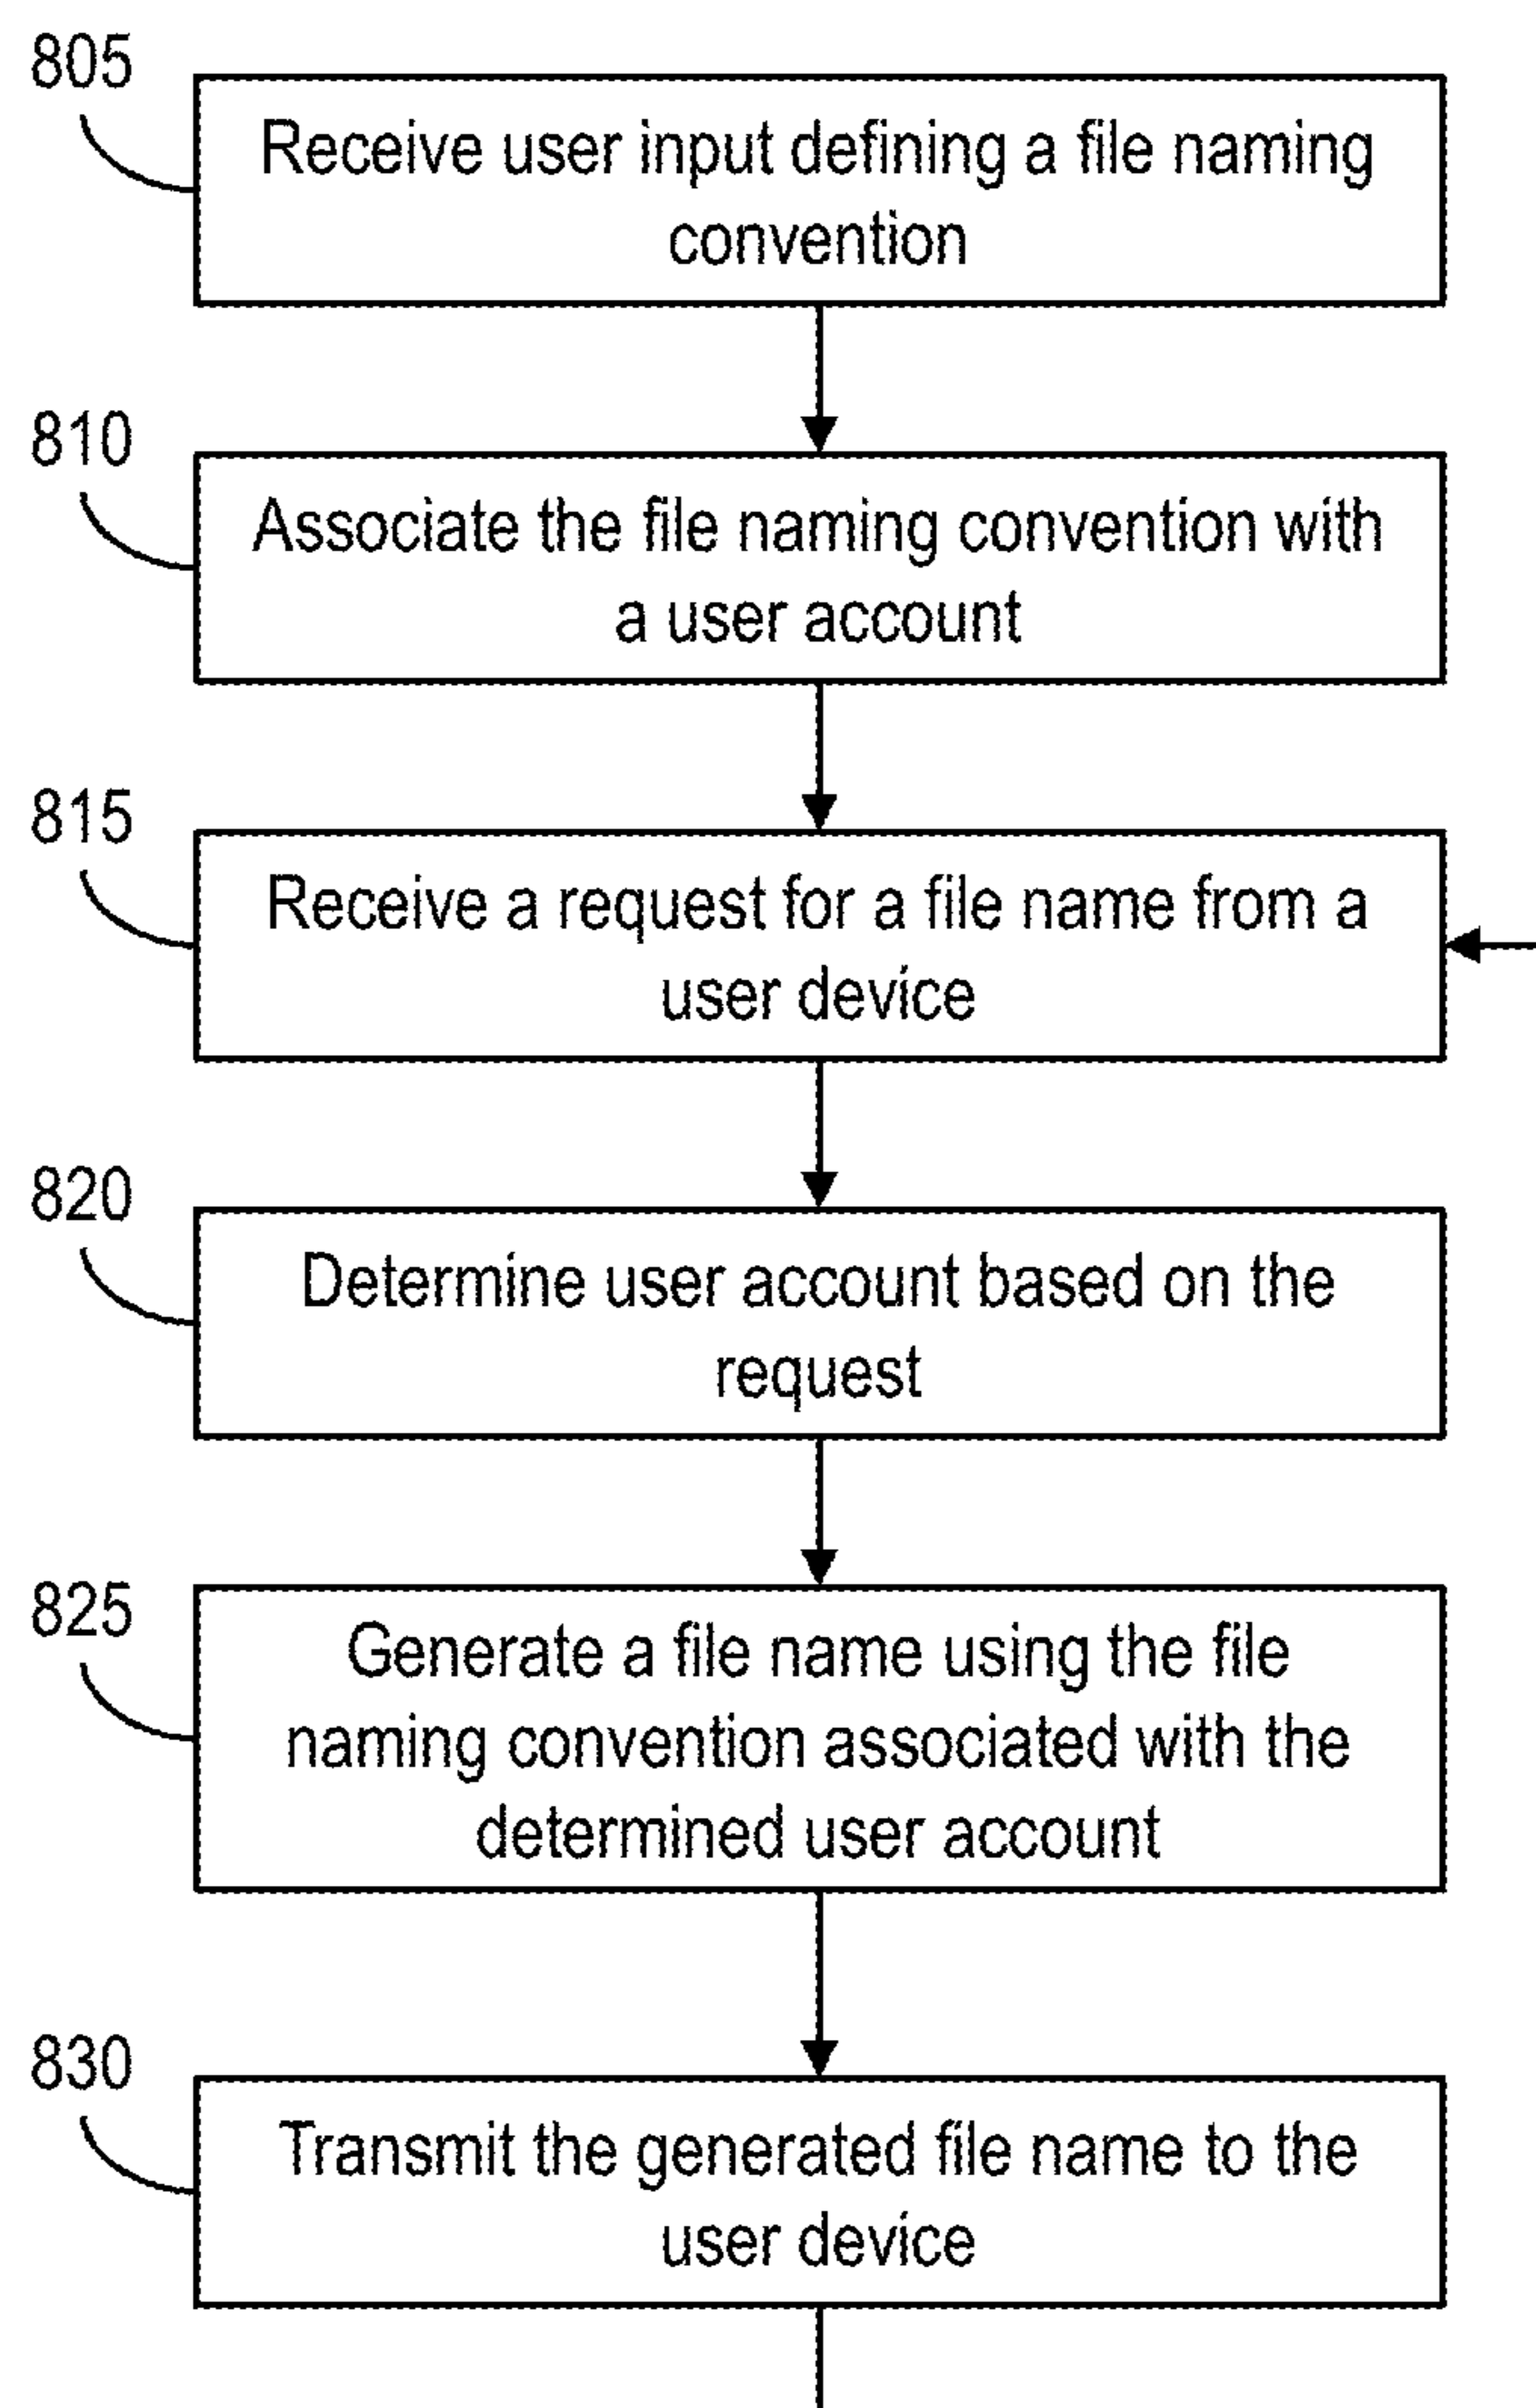 805
Receive user input defining a file naming
convention
810
Associate the file naming convention with
a user account
815
Receive a request for a file name from a
user device
820
Determine user account based on the
request
825
Generate a file name using the file
naming convention associated with the
determined user account
830
Transmit the generated file name to the
user device